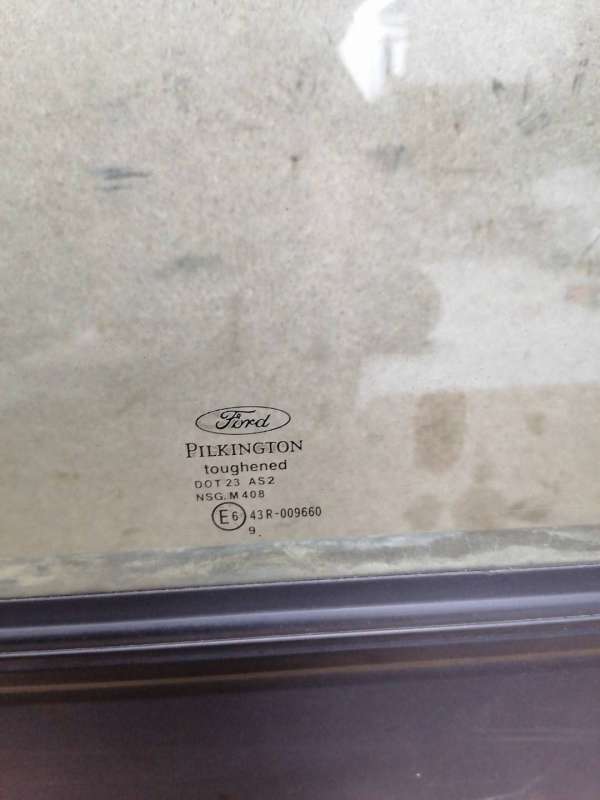 Ford
PILKINGTON
toughened
DOT 23 AS2
NSG. M408
E6 43R-009660
9.